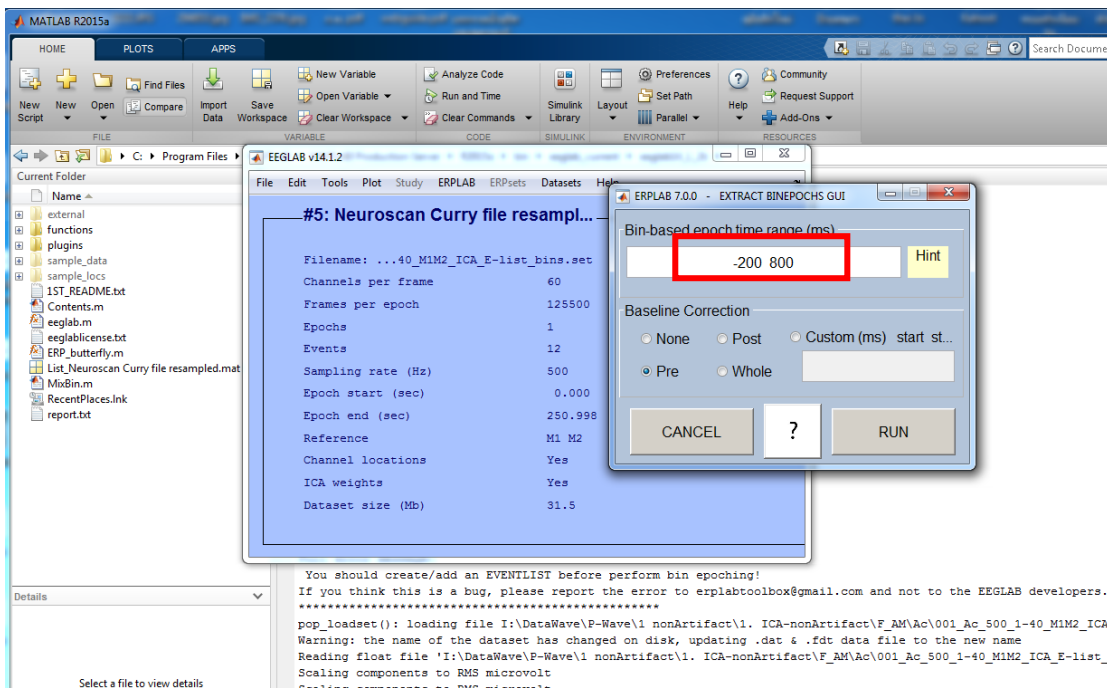 MATLAB R2015a
HOME PLOTS APPS
Search Docume
New Script
New
Open
Find Files
Compare
Import Data
Save Workspace
New Variable
Open Variable
Clear Workspace
Analyze Code
Run and Time
Clear Commands
Simulink Library
Layout
Preferences
Set Path
Parallel
Help
Community
Request Support
Add-Ons
FILE VARIABLE CODE SIMULINK ENVIRONMENT RESOURCES
C: Program Files
Current Folder
Name
external
functions
plugins
sample_data
sample_locs
1ST_README.txt
Contents.m
eeglab.m
eeglablicense.txt
ERP_butterfly.m
List_Neuroscan Curry file resampled.mat
MixBin.m
RecentPlaces.lnk
report.txt
Details
Select a file to view details
EEGLAB v14.1.2
File Edit Tools Plot Study ERPLAB ERPsets Datasets Help
#5: Neuroscan Curry file resampl...
Filename: ...40_M1M2_ICA_E-list_bins.set
Channels per frame 60
Frames per epoch 125500
Epochs 1
Events 12
Sampling rate (Hz) 500
Epoch start (sec) 0.000
Epoch end (sec) 250.998
Reference M1 M2
Channel locations Yes
ICA weights Yes
Dataset size (Mb) 31.5
ERPLAB 7.0.0 - EXTRACT BINEPOCHS GUI
Bin-based epoch time range (ms)
-200 800
Hint
Baseline Correction
None Post Custom (ms) start st...
Pre Whole
CANCEL ? RUN
You should create/add an EVENTLIST before perform bin epoching!
If you think this is a bug, please report the error to erplabtoolbox@gmail.com and not to the EEGLAB developers.
**************************************************
pop_loadset(): loading file I:\DataWave\P-Wave\1 nonArtifact\1. ICA-nonArtifact\F_AM\Ac\001_Ac_500_1-40_M1M2_ICA
Warning: the name of the dataset has changed on disk, updating .dat & .fdt data file to the new name
Reading float file 'I:\DataWave\P-Wave\1 nonArtifact\1. ICA-nonArtifact\F_AM\Ac\001_Ac_500_1-40_M1M2_ICA_E-list_
Scaling components to RMS microvolt
Scaling components to RMS microvolt